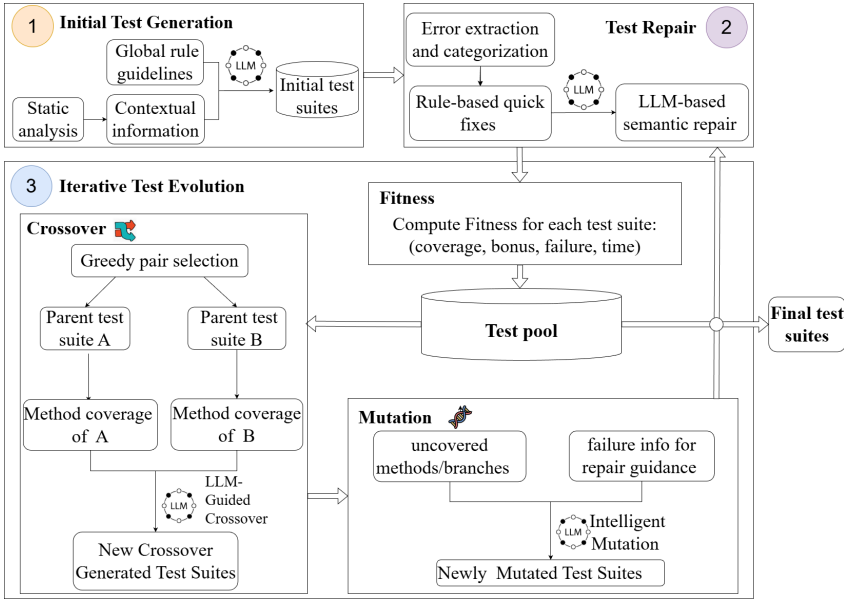 1
Initial Test Generation
Global rule
guidelines
LLM
Static
analysis
Contextual
information
Initial test
suites
Test Repair
2
Error extraction
and categorization
Rule-based quick
fixes
LLM
LLM-based
semantic repair
3
Iterative Test Evolution
Fitness
Compute Fitness for each test suite:
(coverage, bonus, failure, time)
Test pool
Final test
suites
Crossover
Greedy pair selection
Parent test
suite A
Parent test
suite B
Method coverage
of A
Method coverage
of B
LLM
LLM-
Guided
Crossover
New Crossover
Generated Test Suites
Mutation
uncovered
methods/branches
failure info for
repair guidance
LLM
Intelligent
Mutation
Newly Mutated Test Suites